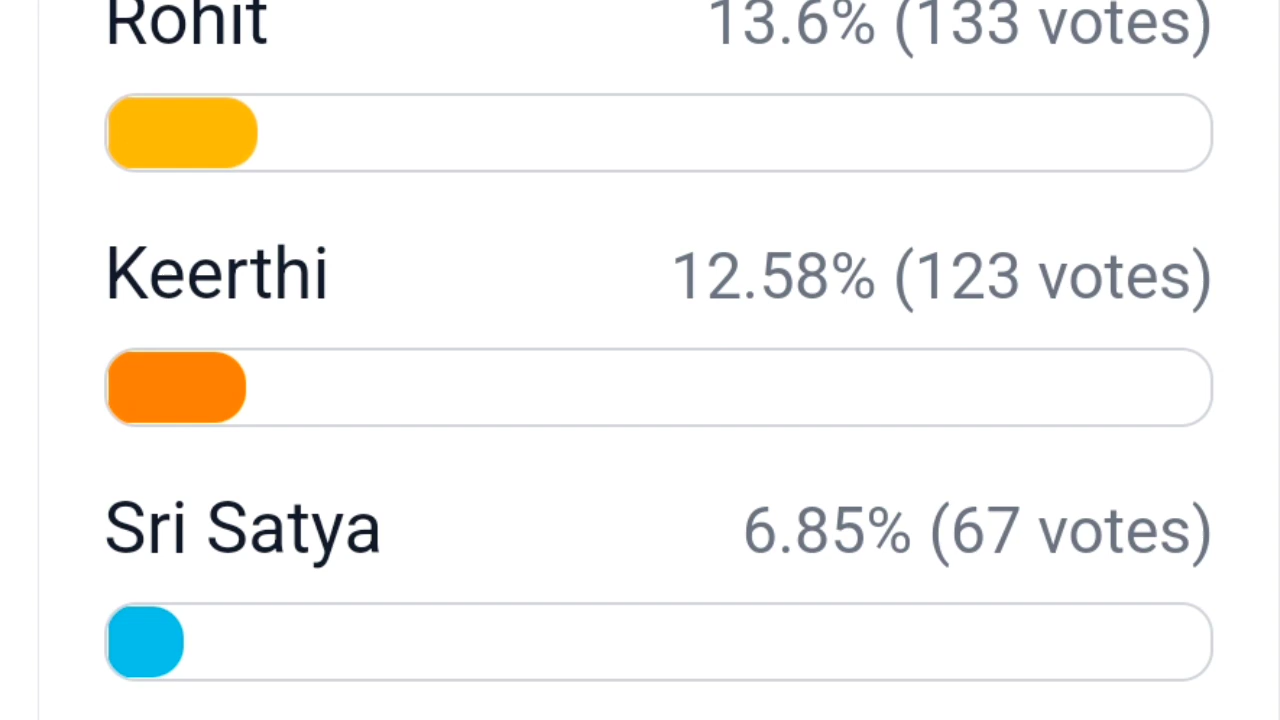 Rohit 13.6% (133 votes)
Keerthi 12.58% (123 votes)
Sri Satya 6.85% (67 votes)